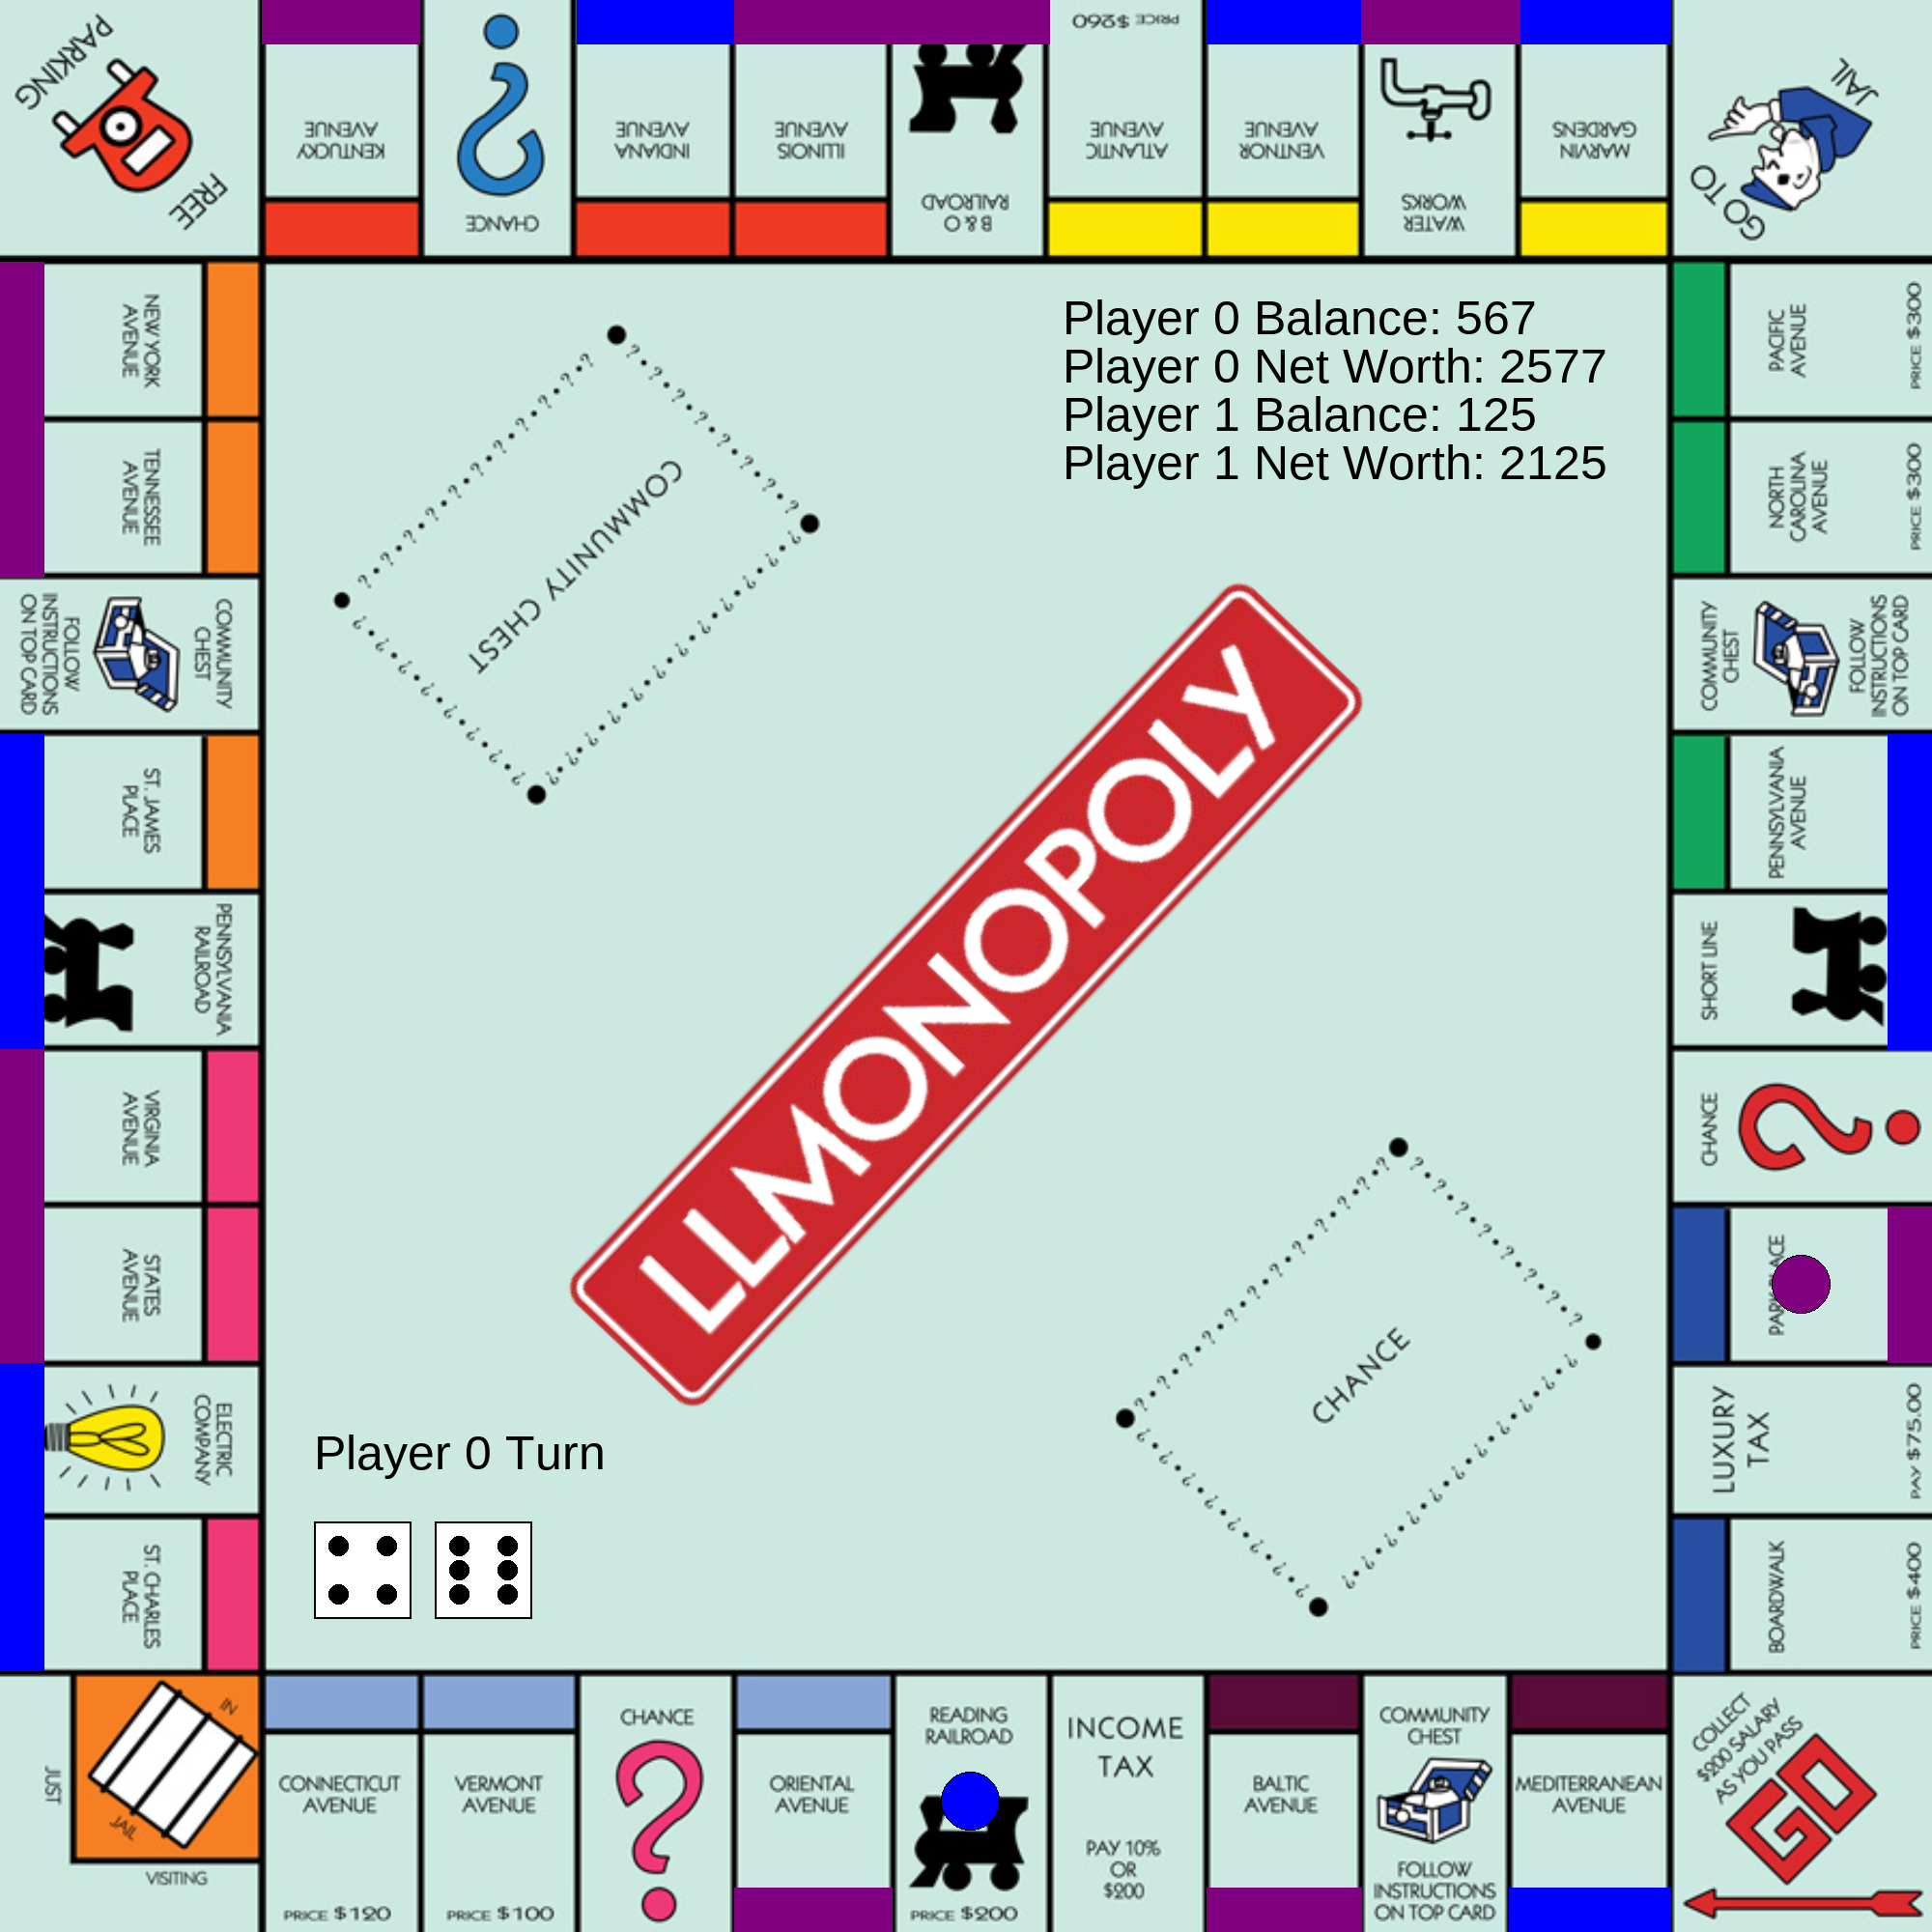 PARKING
FREE
KENTUCKY
AVENUE
CHANCE
INDIANA
AVENUE
ILLINOIS
AVENUE
B & O
RAILROAD
PRICE $260
ATLANTIC
AVENUE
VENTNOR
AVENUE
WATER
WORKS
MARVIN
GARDENS
GO TO
JAIL
NEW YORK
AVENUE
TENNESSEE
AVENUE
COMMUNITY
CHEST
FOLLOW
INSTRUCTIONS
ON TOP CARD
ST. JAMES
PLACE
PENNSYLVANIA
RAILROAD
VIRGINIA
AVENUE
STATES
AVENUE
ELECTRIC
COMPANY
ST. CHARLES
PLACE
Player 0 Balance: 567
Player 0 Net Worth: 2577
Player 1 Balance: 125
Player 1 Net Worth: 2125
COMMUNITY CHEST
LLMONOPOLY
CHANCE
Player 0 Turn
PACIFIC
AVENUE
PRICE $300
NORTH
CAROLINA
AVENUE
PRICE $300
COMMUNITY
CHEST
FOLLOW
INSTRUCTIONS
ON TOP CARD
PENNSYLVANIA
AVENUE
SHORT LINE
CHANCE
LUXURY
TAX
PAY $75.00
BOARDWALK
PRICE $400
JUST
VISITING
IN
JAIL
CONNECTICUT
AVENUE
PRICE $120
VERMONT
AVENUE
PRICE $100
CHANCE
ORIENTAL
AVENUE
READING
RAILROAD
PRICE $200
INCOME
TAX
PAY 10%
OR
$200
BALTIC
AVENUE
COMMUNITY
CHEST
FOLLOW
INSTRUCTIONS
ON TOP CARD
MEDITERRANEAN
AVENUE
COLLECT
$200 SALARY
AS YOU PASS
GO